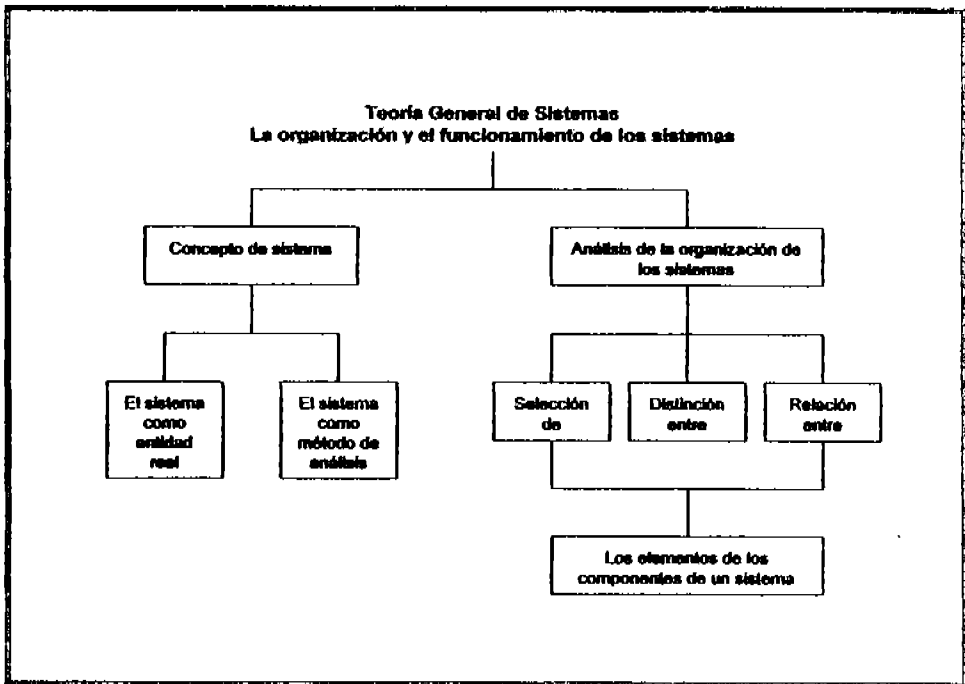 Teoría General de Sistemas
La organización y el funcionamiento de los sistemas
Concepto de sistema
Análisis de la organización de
los sistemas
El sistema
como
entidad
real
El sistema
como
método de
análisis
Selección
de
Distinción
entre
Relación
entre
Los elementos de los
componentes de un sistema